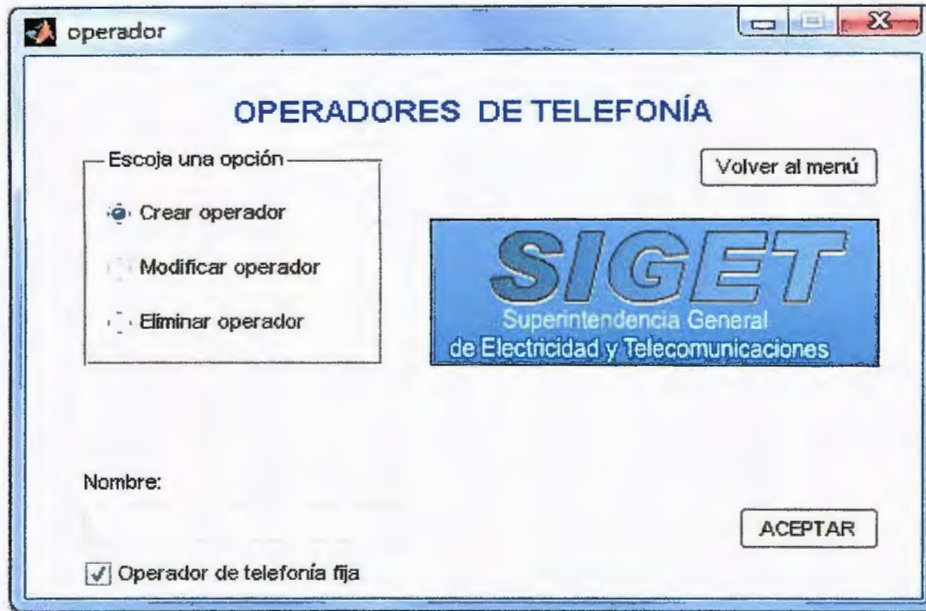 operador
OPERADORES DE TELEFONÍA
Escoja una opción
Volver al menú
Crear operador
Modificar operador
Eliminar operador
SIGET
Superintendencia General
de Electricidad y Telecomunicaciones
Nombre:
ACEPTAR
Operador de telefonía fija